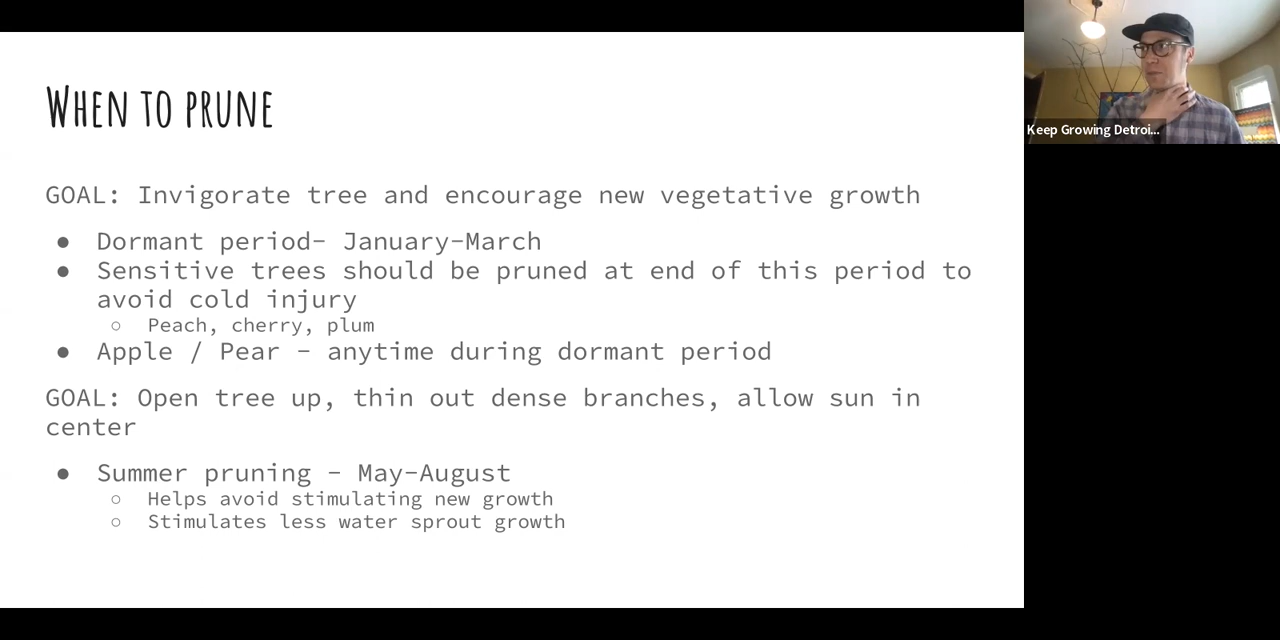 When to prune
GOAL: Invigorate tree and encourage new vegetative growth
● Dormant period- January-March
● Sensitive trees should be pruned at end of this period to
avoid cold injury
○ Peach, cherry, plum
● Apple / Pear - anytime during dormant period
GOAL: Open tree up, thin out dense branches, allow sun in
center
● Summer pruning - May-August
○ Helps avoid stimulating new growth
○ Stimulates less water sprout growth
Keep Growing Detroi...